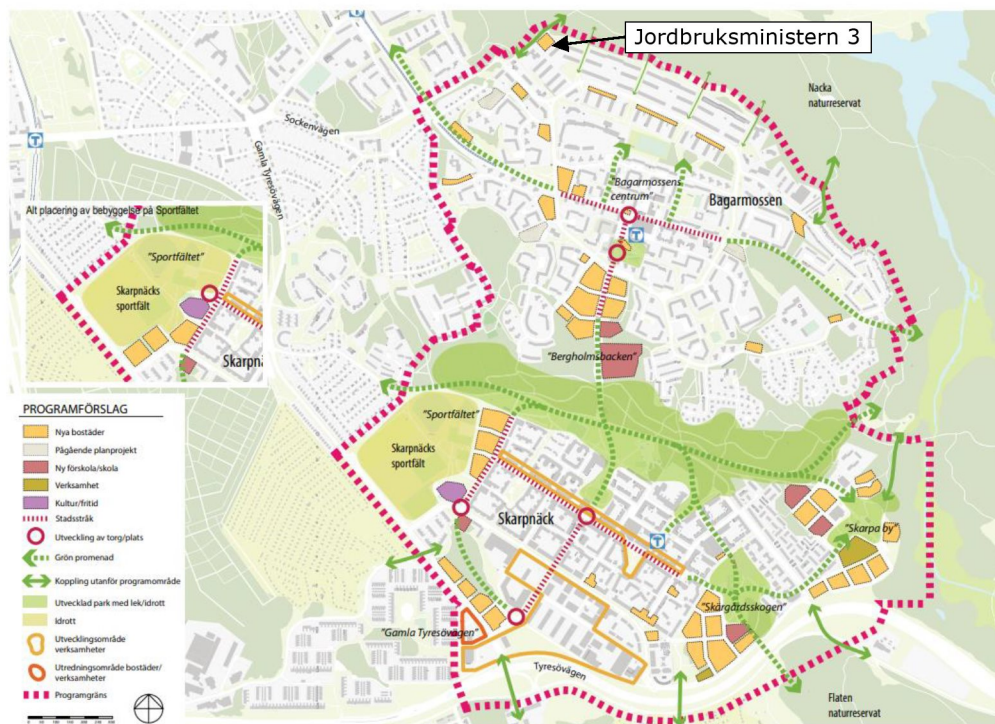 Jordbruksministern 3
Nacka
naturreservat
Sockenvägen
Gamla Tyresövägen
"Bagarmossens
centrum"
Bagarmossen
T
T
T
T
Alt placering av bebyggelse på Sportfältet
"Sportfältet"
Skarpnäcks
sportfält
Skarpnä
"Bergholmsbacken"
"Sportfältet"
Skarpnäcks
sportfält
Skarpnäck
"Skarpa by"
"Skärgårdsskogen"
"Gamla Tyresövägen"
Tyresövägen
Flaten
naturreservat
PROGRAMFÖRSLAG
Nya bostäder
Pågående planprojekt
Ny förskola/skola
Verksamhet
Kultur/fritid
Stadsstråk
Utveckling av torg/plats
Grön promenad
Koppling utanför programområde
Utvecklad park med lek/idrott
Idrott
Utvecklingsområde
verksamheter
Utredningsområde bostäder/
verksamheter
Programgräns